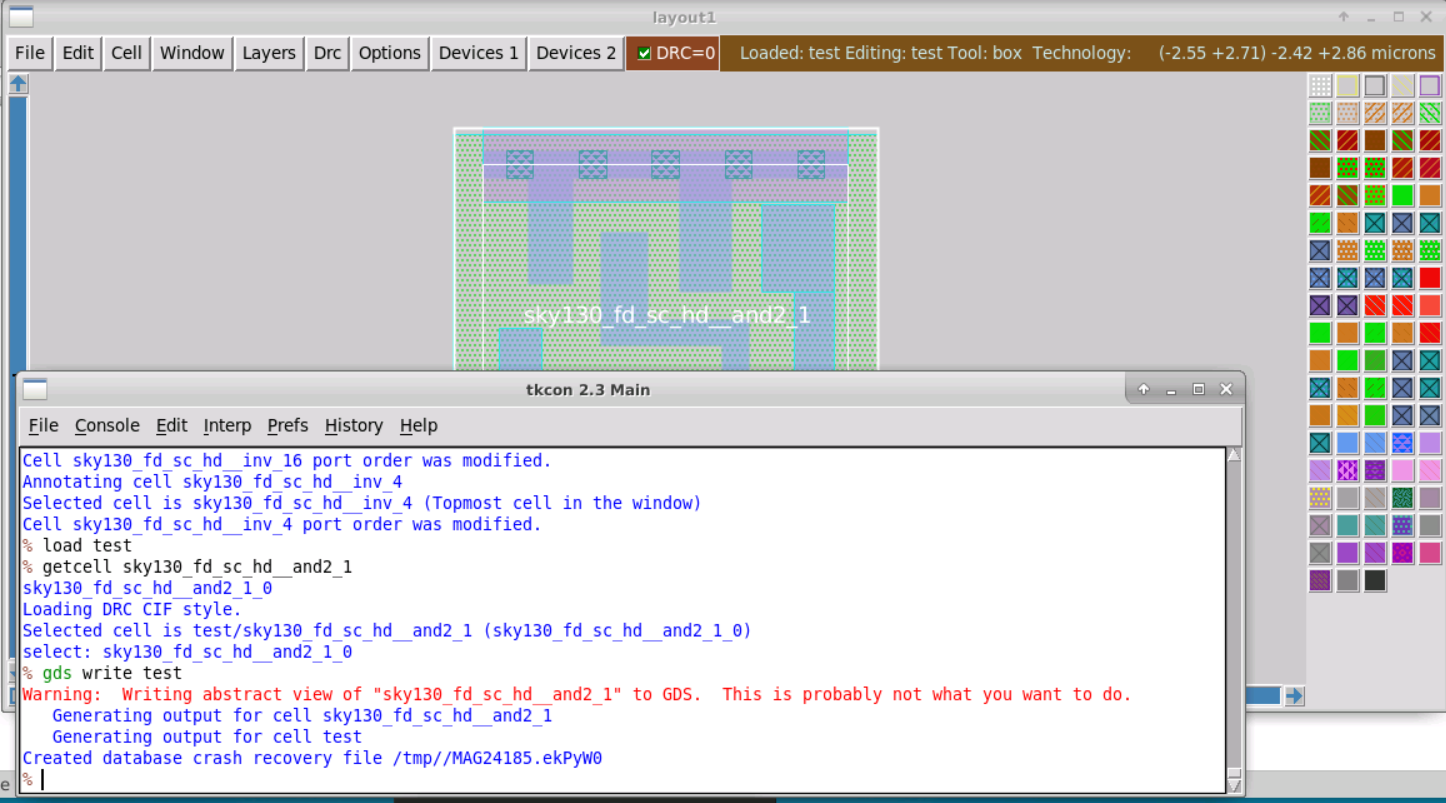 layout1
File Edit Cell Window Layers Drc Options Devices 1 Devices 2 DRC=0 Loaded: test Editing: test Tool: box Technology: (-2.55 +2.71) -2.42 +2.86 microns
sky130_fd_sc_hd__and2_1
tkcon 2.3 Main
File Console Edit Interp Prefs History Help
Cell sky130_fd_sc_hd__inv_16 port order was modified.
Annotating cell sky130_fd_sc_hd__inv_4
Selected cell is sky130_fd_sc_hd__inv_4 (Topmost cell in the window)
Cell sky130_fd_sc_hd__inv_4 port order was modified.
% load test
% getcell sky130_fd_sc_hd__and2_1
sky130_fd_sc_hd__and2_1_0
Loading DRC CIF style.
Selected cell is test/sky130_fd_sc_hd__and2_1 (sky130_fd_sc_hd__and2_1_0)
select: sky130_fd_sc_hd__and2_1_0
% gds write test
Warning:  Writing abstract view of "sky130_fd_sc_hd__and2_1" to GDS.  This is probably not what you want to do.
   Generating output for cell sky130_fd_sc_hd__and2_1
   Generating output for cell test
Created database crash recovery file /tmp//MAG24185.ekPyW0
%